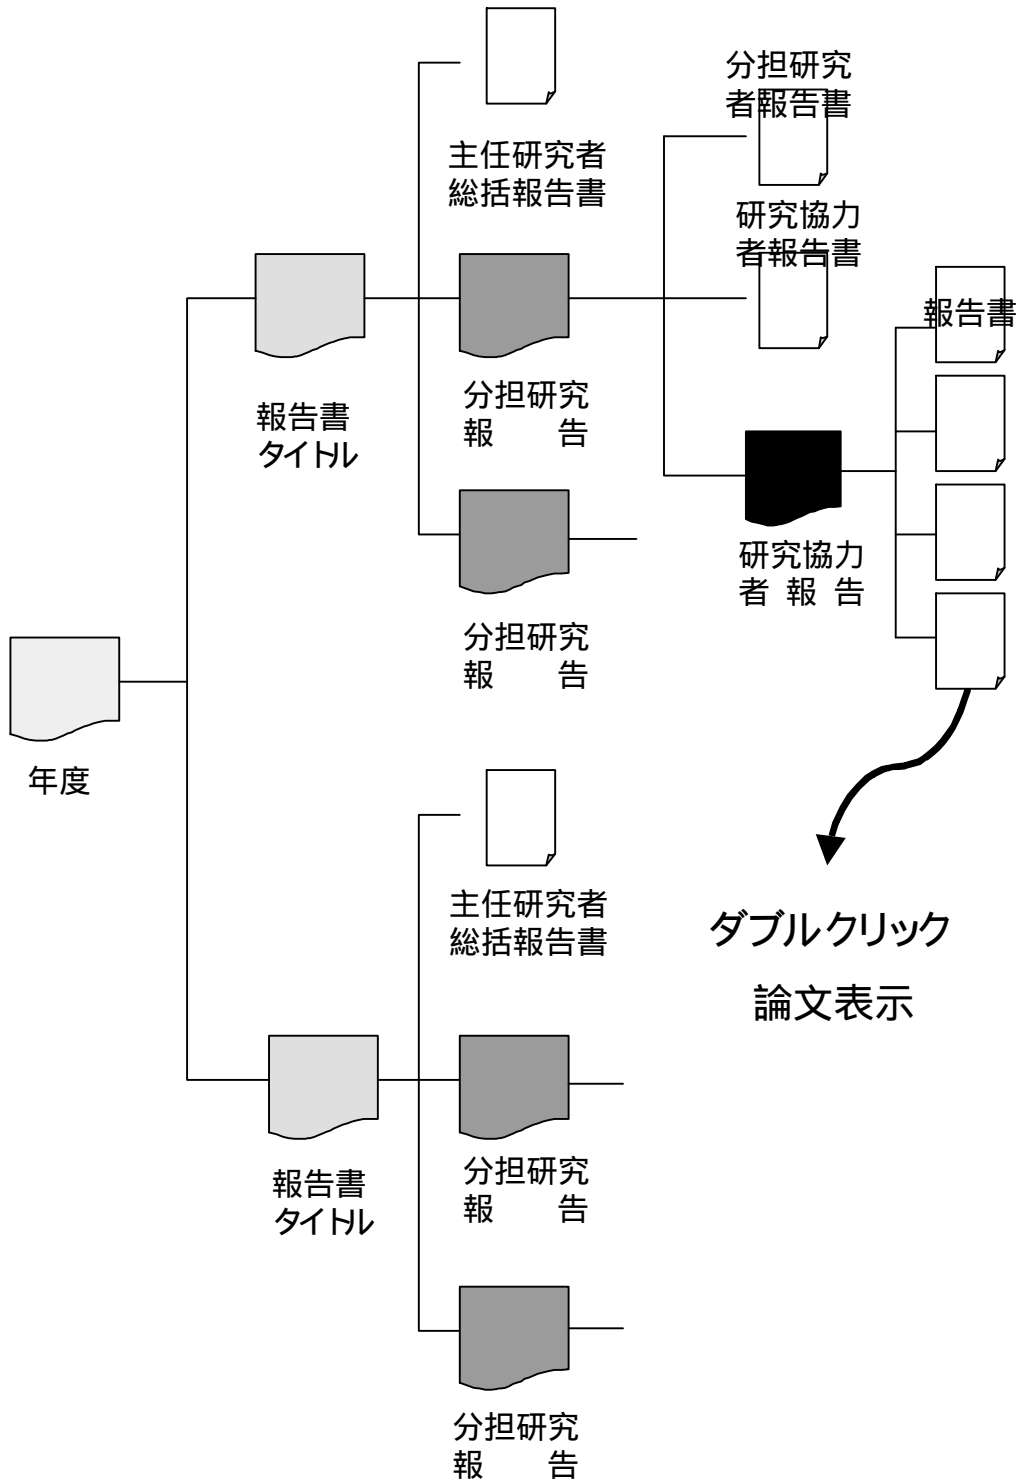 分担研究
者報告書
主任研究者
総括報告書
研究協力
者報告書
報告書
分担研究
報　　告
報告書
タイトル
研究協力
者 報 告
分担研究
報　　告
年度
主任研究者
総括報告書
ダブルクリック
論文表示
分担研究
報　　告
報告書
タイトル
分担研究
報　　告